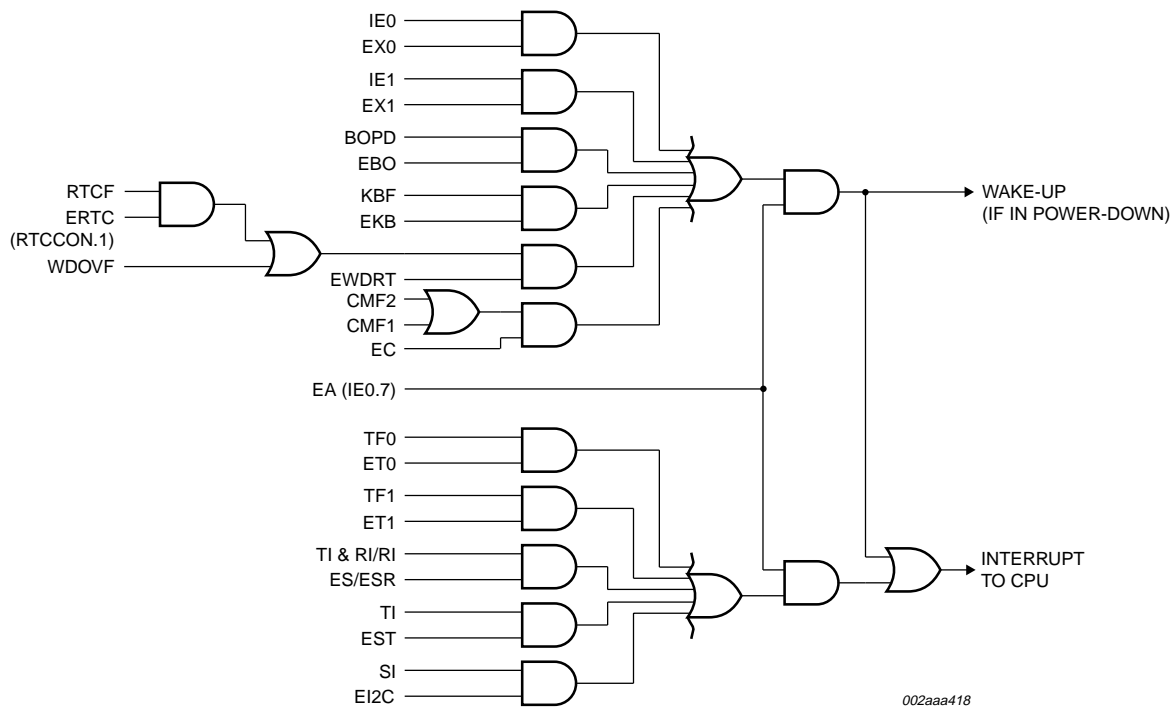 IE0
EX0
IE1
EX1
BOPD
EBO
KBF
EKB
RTCF
ERTC
(RTCCON.1)
WDOVF
EWDRT
CMF2
CMF1
EC
EA (IE0.7)
TF0
ET0
TF1
ET1
TI & RI/RI
ES/ESR
TI
EST
SI
EI2C
WAKE-UP
(IF IN POWER-DOWN)
INTERRUPT
TO CPU
002aaa418